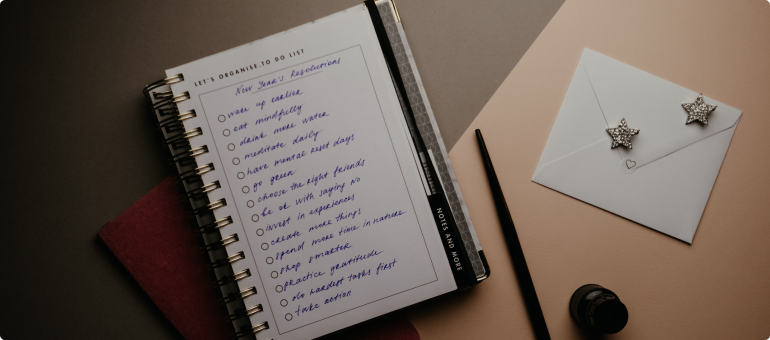 LET'S ORGANISE.TO DO LIST
New Year's Resolutions
wake up earlier
eat mindfully
drink more water
meditate daily
have mental reset days
go green
choose the right friends
be ok with saying NO
invest in experiences
create more things
spend more time in nature
shop smarter
practice gratitude
do hardest tasks first
take action
NOTES AND MORE